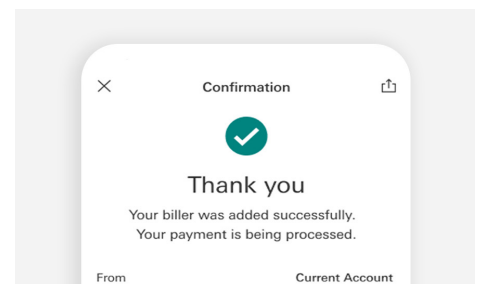 Confirmation
Thank you
Your biller was added successfully.
Your payment is being processed.
From Current Account